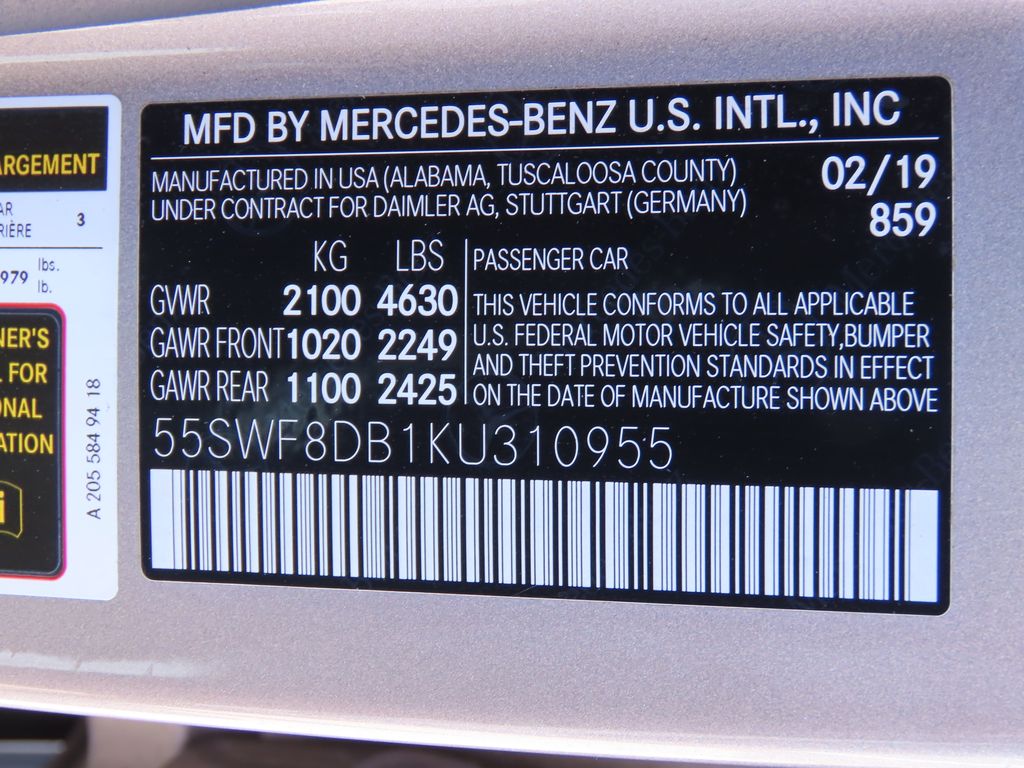 ARGEMENT
AR
RIÈRE
3
979
lbs.
lb.
NER'S
FOR
ONAL
ATION
i
A 205 584 94 18
MFD BY MERCEDES-BENZ U.S. INTL., INC
MANUFACTURED IN USA (ALABAMA, TUSCALOOSA COUNTY)
UNDER CONTRACT FOR DAIMLER AG, STUTTGART (GERMANY)
02/19
859
KG LBS
GVWR 2100 4630
GAWR FRONT 1020 2249
GAWR REAR 1100 2425
PASSENGER CAR
THIS VEHICLE CONFORMS TO ALL APPLICABLE
U.S. FEDERAL MOTOR VEHICLE SAFETY,BUMPER
AND THEFT PREVENTION STANDARDS IN EFFECT
ON THE DATE OF MANUFACTURE SHOWN ABOVE
55SWF8DB1KU310955